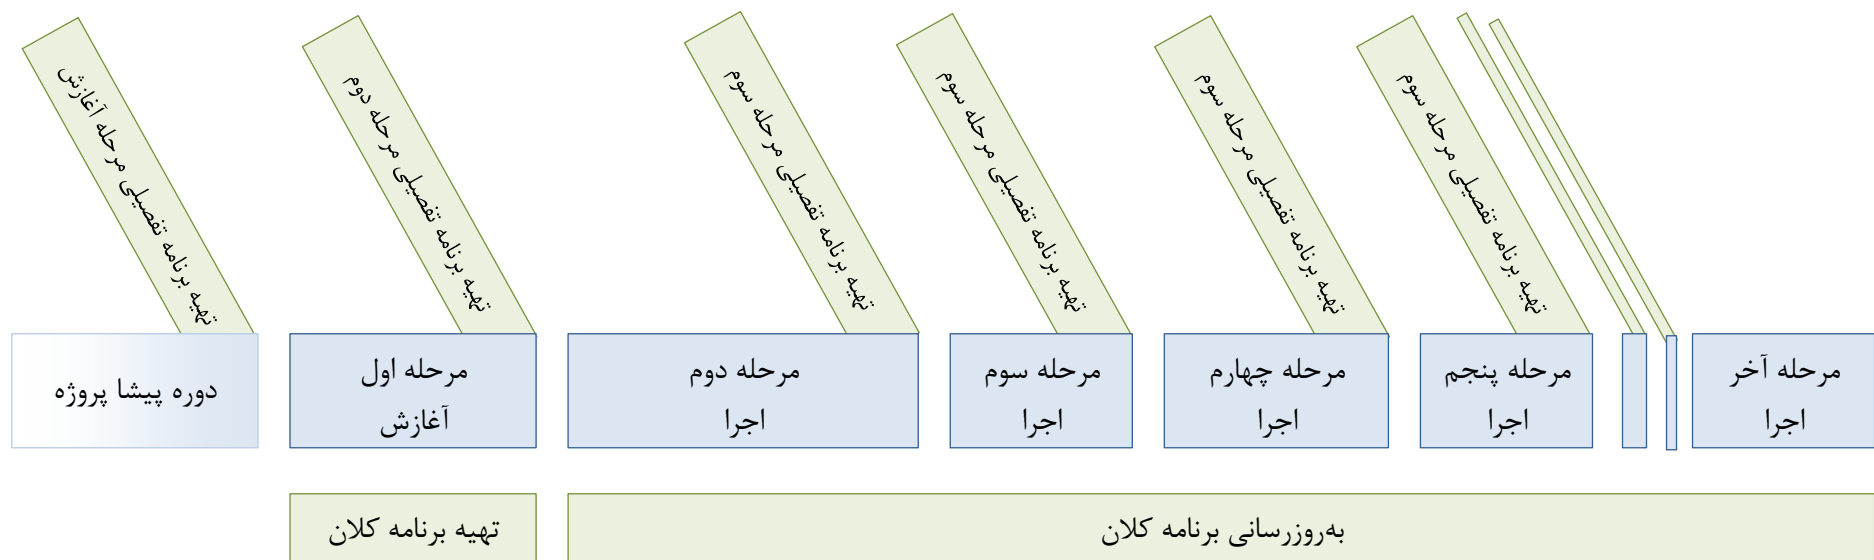 تهیه برنامه تفصیلی مرحله آغازش
تهیه برنامه تفصیلی مرحله دوم
تهیه برنامه تفصیلی مرحله سوم
تهیه برنامه تفصیلی مرحله سوم
تهیه برنامه تفصیلی مرحله سوم
تهیه برنامه تفصیلی مرحله سوم
دوره پیشا پروژه
مرحله اول
آغازش
مرحله دوم
اجرا
مرحله سوم
اجرا
مرحله چهارم
اجرا
مرحله پنجم
اجرا
مرحله آخر
اجرا
تهیه برنامه کلان
به‌روزرسانی برنامه کلان